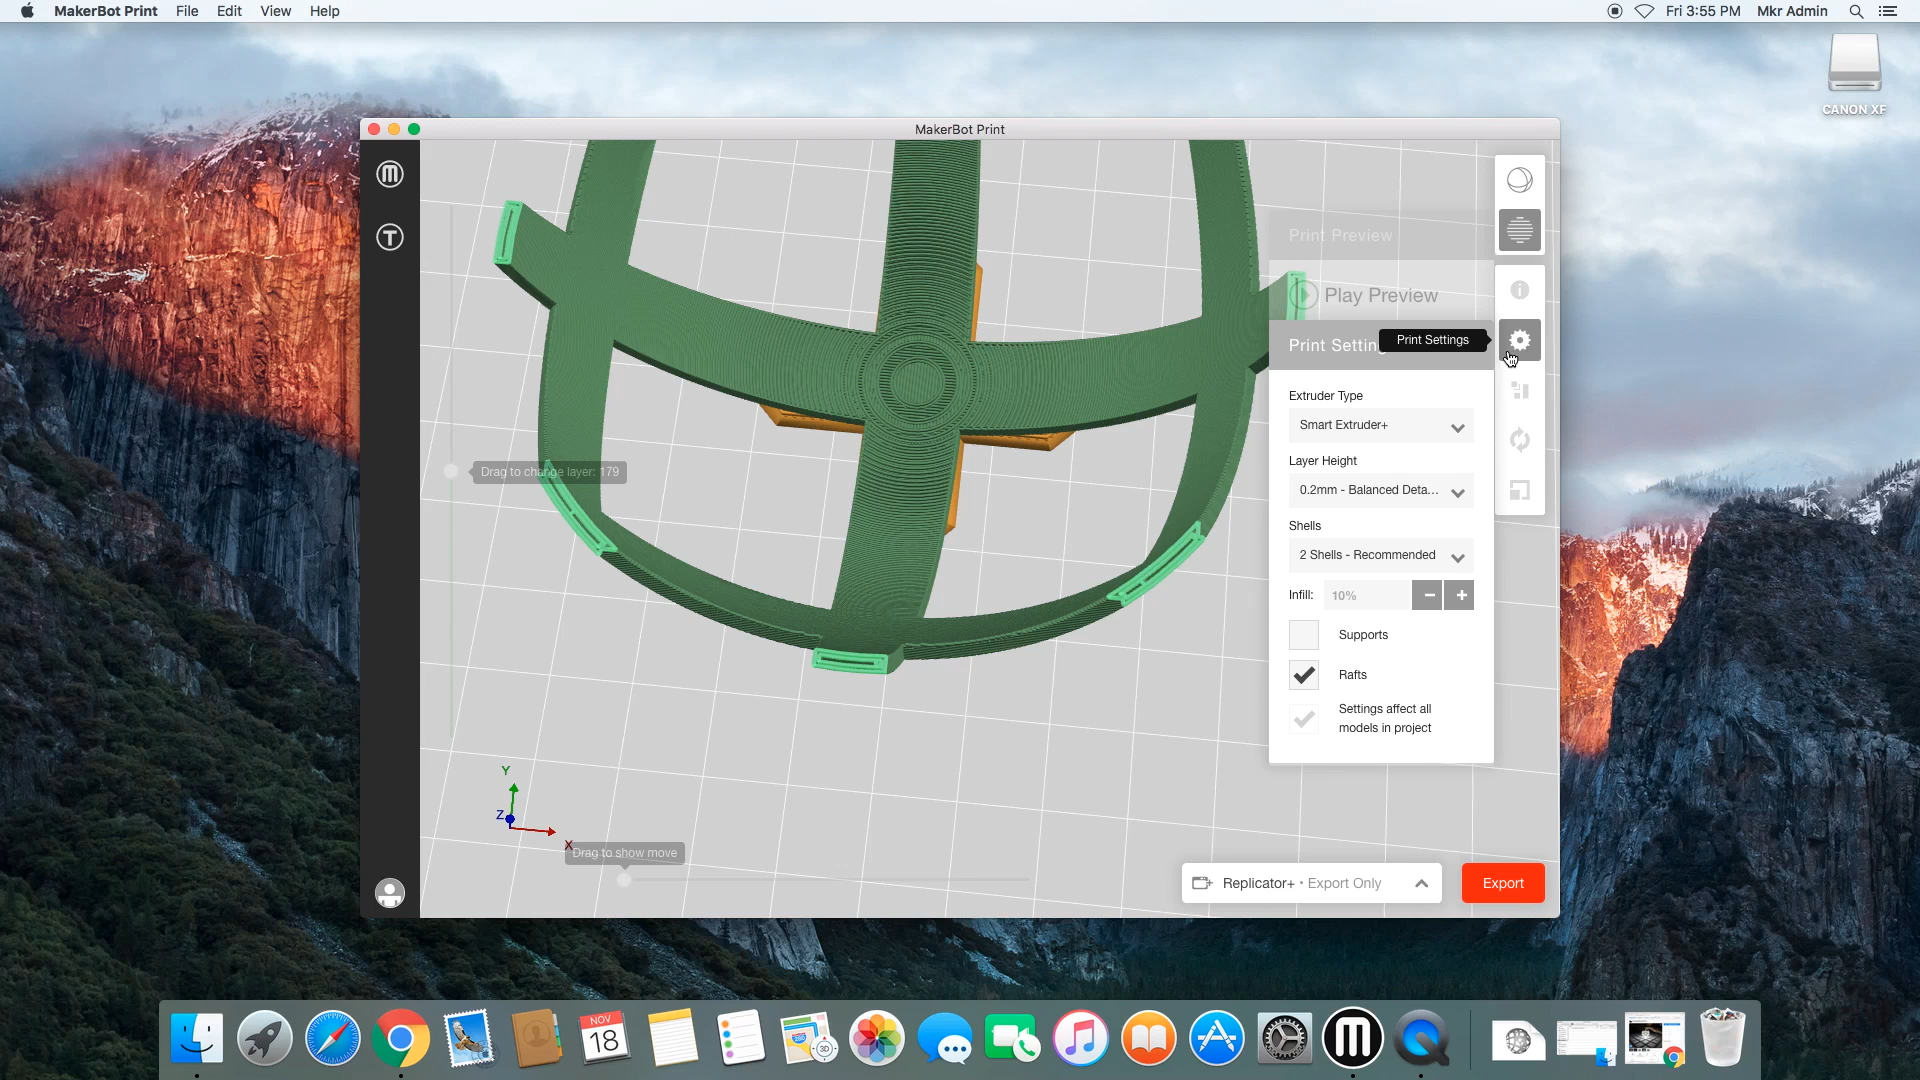 MakerBot Print File Edit View Help
Fri 3:55 PM Mkr Admin
CANON XF
MakerBot Print
Print Preview
Play Preview
Print Settin
Print Settings
Extruder Type
Smart Extruder+
Layer Height
0.2mm - Balanced Deta...
Shells
2 Shells - Recommended
Infill: 10% − +
Supports
Rafts
Settings affect all
models in project
Drag to change layer: 179
Y
Z
X
Drag to show move
Replicator+ • Export Only
Export
NOV
18
3D